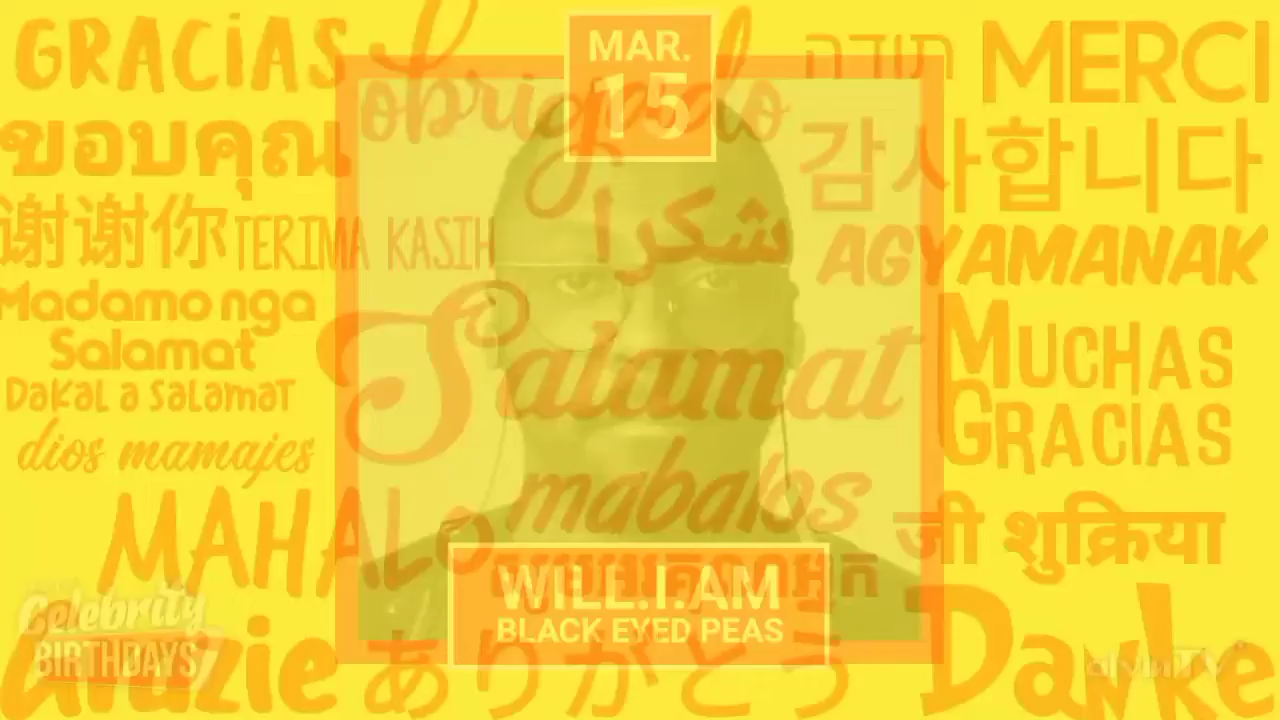 GRACiAS
obrigado
MAR.
15
תודה
MERCI
ขอบคุณ
감사합니다
谢谢你
TERIMA KASIH
شكرا
AGYAMANAK
Madamo nga
Salamat
Salamat
MUCHAS
GRACIAS
Dakal a Salamat
dios mamajes
mabalos
MAHALO
जी शुक्रिया
WILL.I.AM
BLACK EYED PEAS
Celebrity
BIRTHDAYS
Grazie
ありがとう
Danke